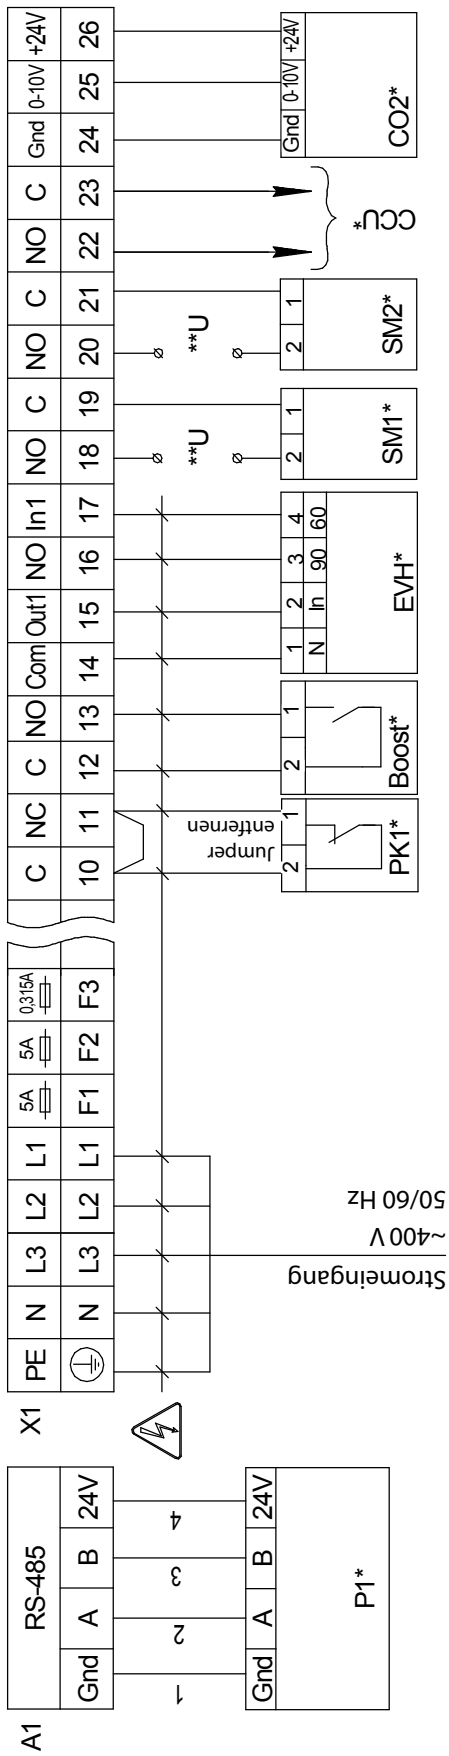 A1
RS-485
Gnd A B 24V
1 2 3 4
Gnd A B 24V
P1*
X1
PE N L3 L2 L1 5A 5A 0,315A C NC C NO Com Out1 NO In1 NO C NO C NO C Gnd 0-10V +24V
N L3 L2 L1 F1 F2 F3 10 11 12 13 14 15 16 17 18 19 20 21 22 23 24 25 26
Stromeingang
~400 V
50/60 Hz
Jumper
entfernen
2 1
PK1*
2 1
Boost*
1 2 3 4
N In 90 60
EVH*
U**
2 1
SM1*
U**
2 1
SM2*
CCU*
Gnd 0-10V +24V
CO2*